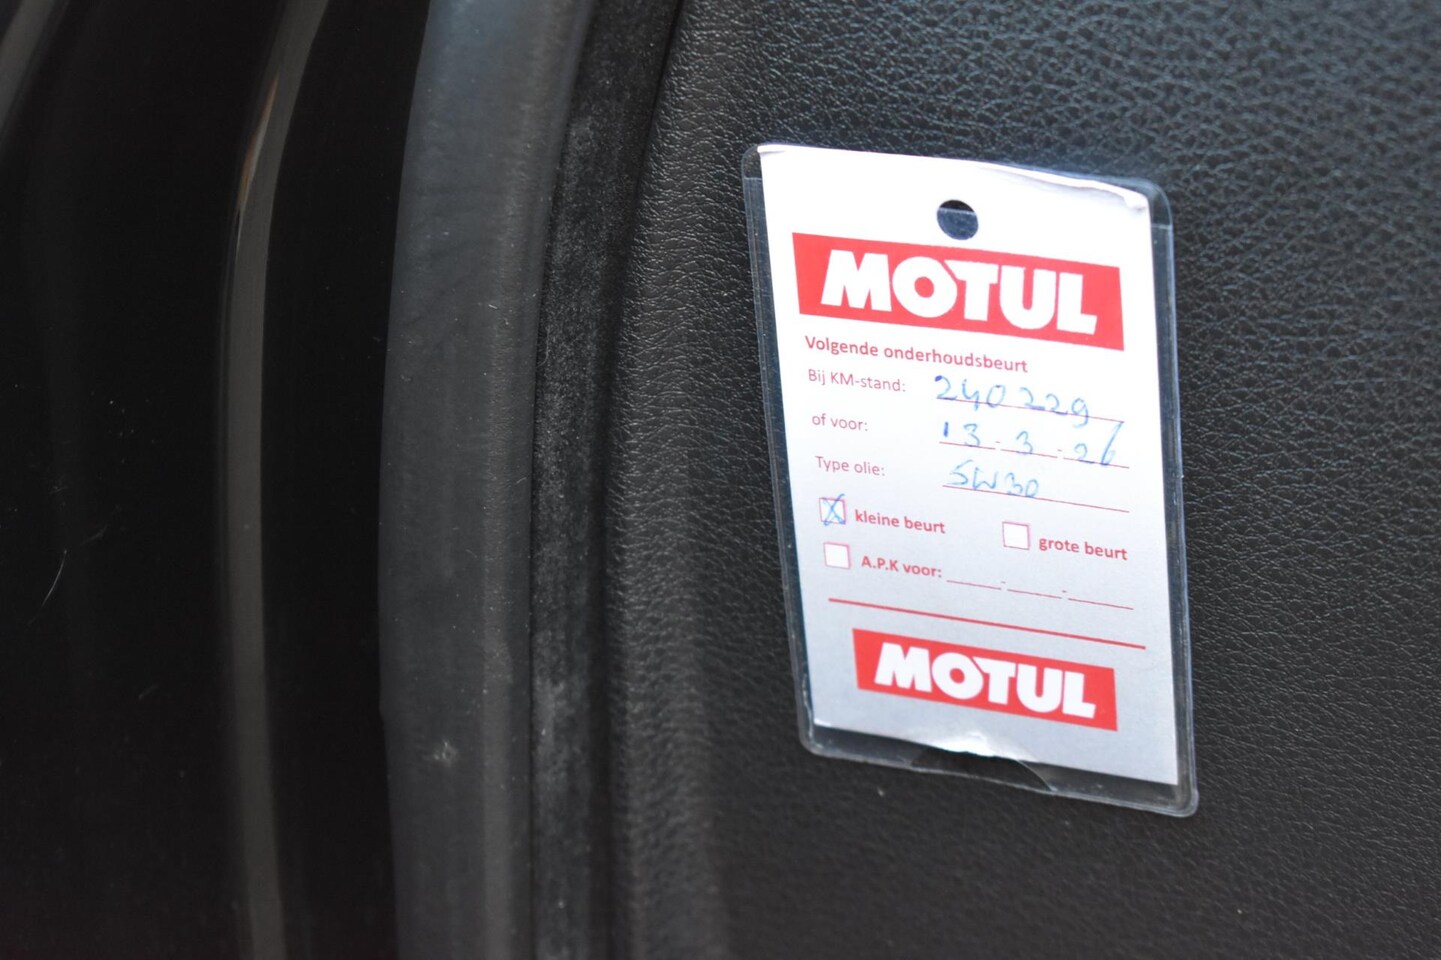 MOTUL
Volgende onderhoudsbeurt
Bij KM-stand: 240229
of voor: 13-3-26
Type olie: 5W30
kleine beurt grote beurt
A.P.K voor:
MOTUL